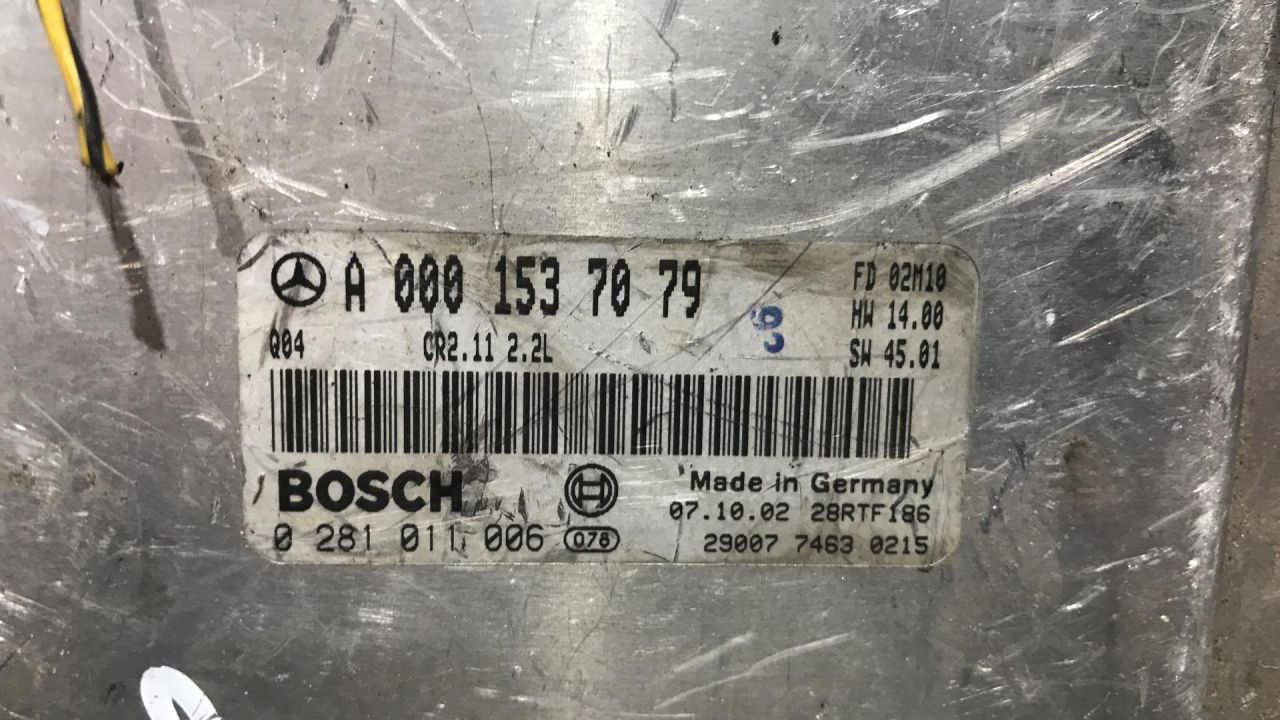 A 000 153 70 79
FD 02M10
HW 14.00
Q04 CR2.11 2.2L
SW 45.01
BOSCH
Made in Germany
07.10.02 28RTF186
0 281 011 006 078
29007 7463 0215